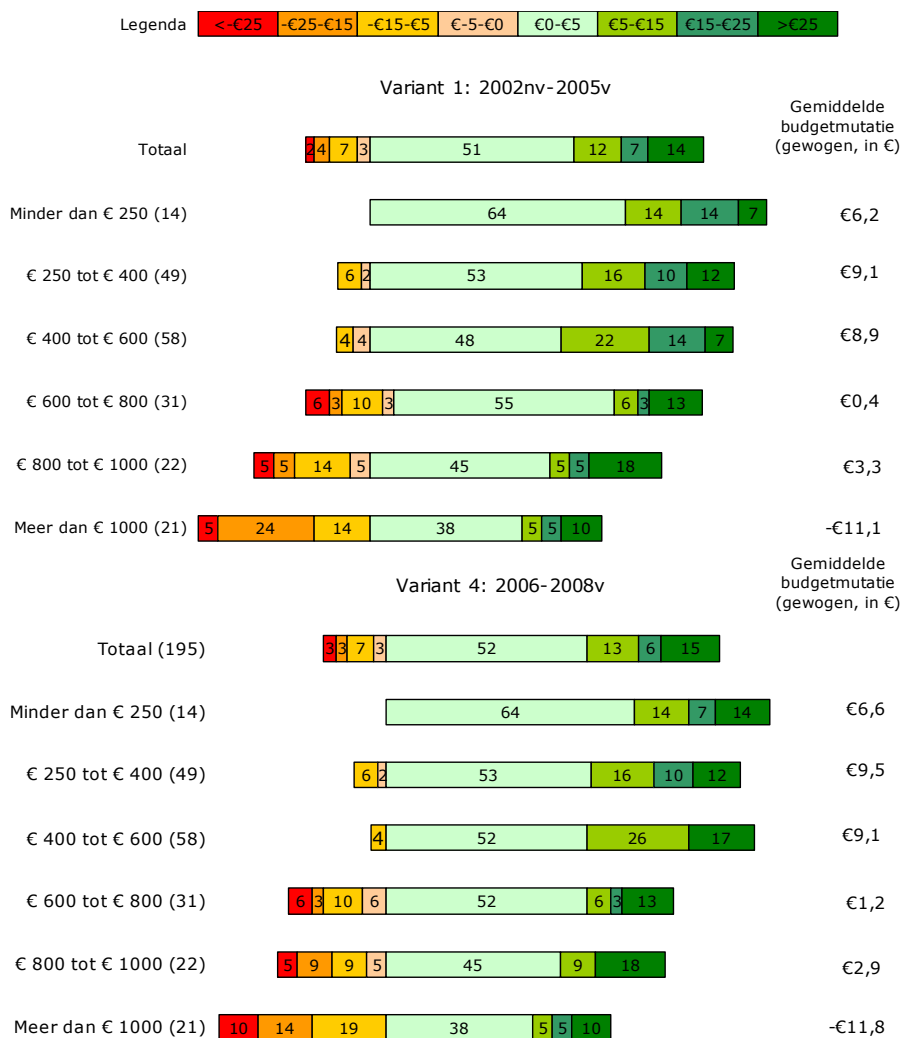 Legenda <-€25 -€25-€15 -€15-€5 €-5-€0 €0-€5 €5-€15 €15-€25 >€25
Variant 1: 2002nv-2005v
Gemiddelde
budgetmutatie
(gewogen, in €)
Totaal 2 4 7 3 51 12 7 14
Minder dan € 250 (14) 64 14 14 7 €6,2
€ 250 tot € 400 (49) 6 2 53 16 10 12 €9,1
€ 400 tot € 600 (58) 4 4 48 22 14 7 €8,9
€ 600 tot € 800 (31) 6 3 10 3 55 6 3 13 €0,4
€ 800 tot € 1000 (22) 5 5 14 5 45 5 5 18 €3,3
Meer dan € 1000 (21) 5 24 14 38 5 5 10 -€11,1
Gemiddelde
budgetmutatie
(gewogen, in €)
Variant 4: 2006-2008v
Totaal (195) 3 3 7 3 52 13 6 15
Minder dan € 250 (14) 64 14 7 14 €6,6
€ 250 tot € 400 (49) 6 2 53 16 10 12 €9,5
€ 400 tot € 600 (58) 4 52 26 17 €9,1
€ 600 tot € 800 (31) 6 3 10 6 52 6 3 13 €1,2
€ 800 tot € 1000 (22) 5 9 9 5 45 9 18 €2,9
Meer dan € 1000 (21) 10 14 19 38 5 5 10 -€11,8